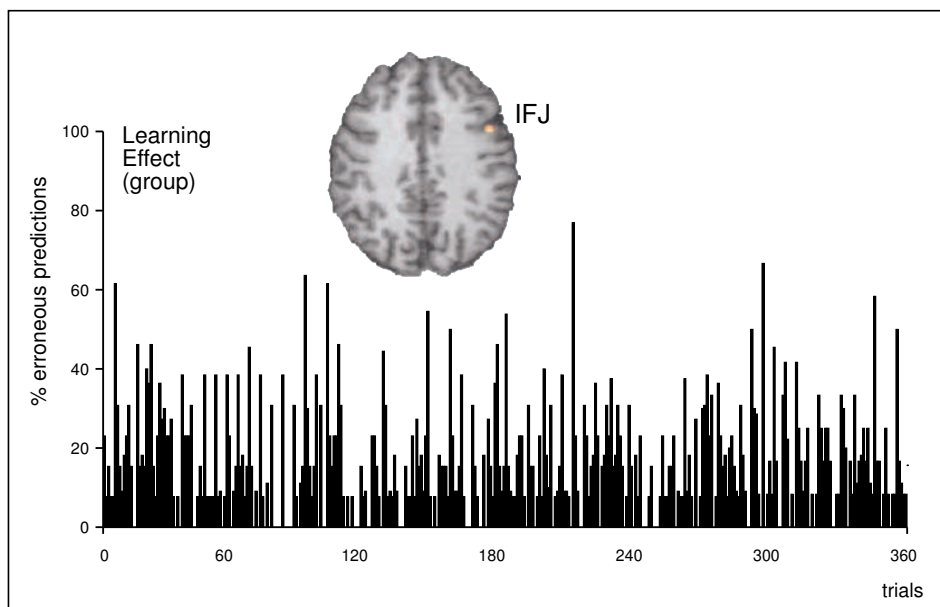 IFJ
Learning
Effect
(group)
% erroneous predictions
100
80
60
40
20
0
0 60 120 180 240 300 360
trials